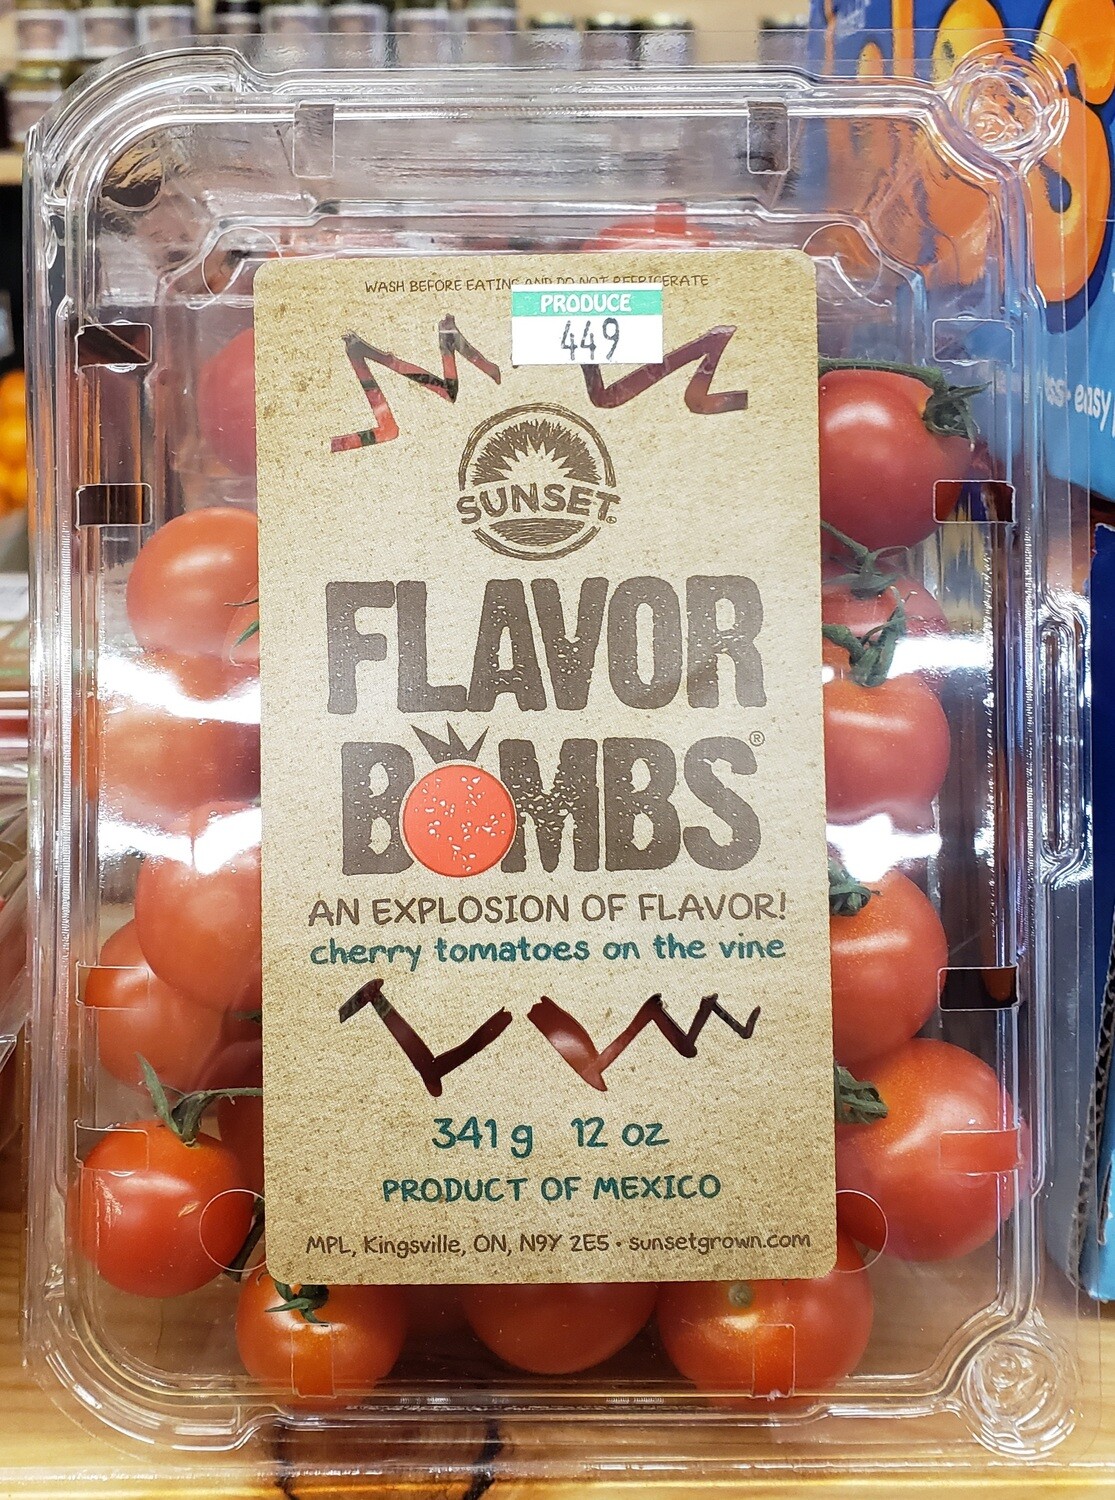 WASH BEFORE EATING AND DO NOT REFRIGERATE
PRODUCE
449
SUNSET
FLAVOR
BOMBS®
AN EXPLOSION OF FLAVOR!
cherry tomatoes on the vine
341 g 12 oz
PRODUCT OF MEXICO
MPL, Kingsville, ON, N9Y 2E5 • sunsetgrown.com
easy